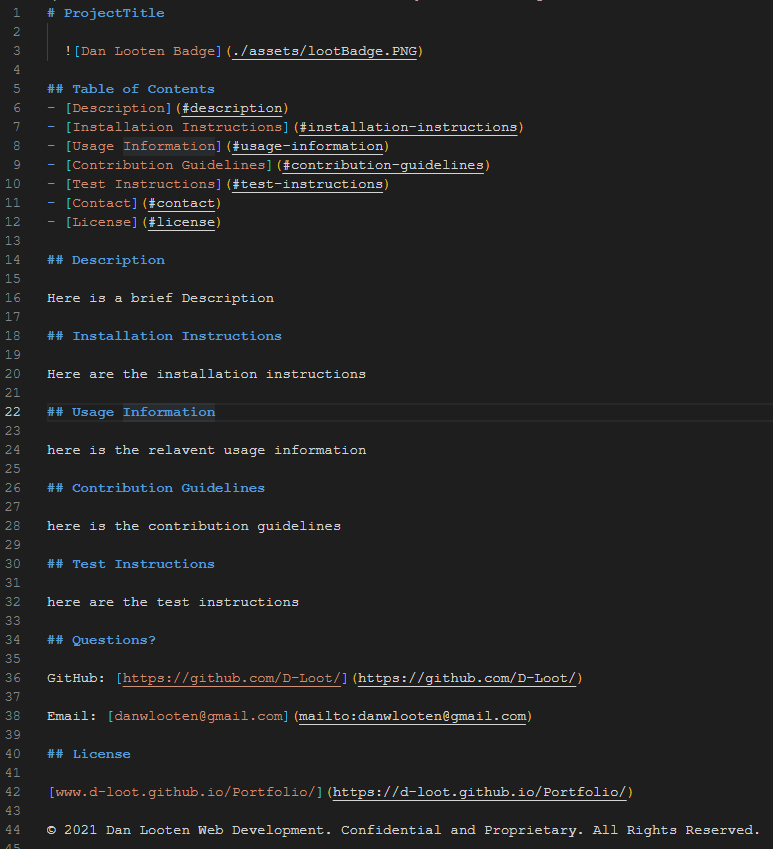 1 # ProjectTitle
2
3 ![Dan Looten Badge](./assets/lootBadge.PNG)
4
5 ## Table of Contents
6 - [Description](#description)
7 - [Installation Instructions](#installation-instructions)
8 - [Usage Information](#usage-information)
9 - [Contribution Guidelines](#contribution-guidelines)
10 - [Test Instructions](#test-instructions)
11 - [Contact](#contact)
12 - [License](#license)
13
14 ## Description
15
16 Here is a brief Description
17
18 ## Installation Instructions
19
20 Here are the installation instructions
21
22 ## Usage Information
23
24 here is the relavent usage information
25
26 ## Contribution Guidelines
27
28 here is the contribution guidelines
29
30 ## Test Instructions
31
32 here are the test instructions
33
34 ## Questions?
35
36 GitHub: [https://github.com/D-Loot/](https://github.com/D-Loot/)
37
38 Email: [danwlooten@gmail.com](mailto:danwlooten@gmail.com)
39
40 ## License
41
42 [www.d-loot.github.io/Portfolio/](https://d-loot.github.io/Portfolio/)
43
44 © 2021 Dan Looten Web Development. Confidential and Proprietary. All Rights Reserved.
45